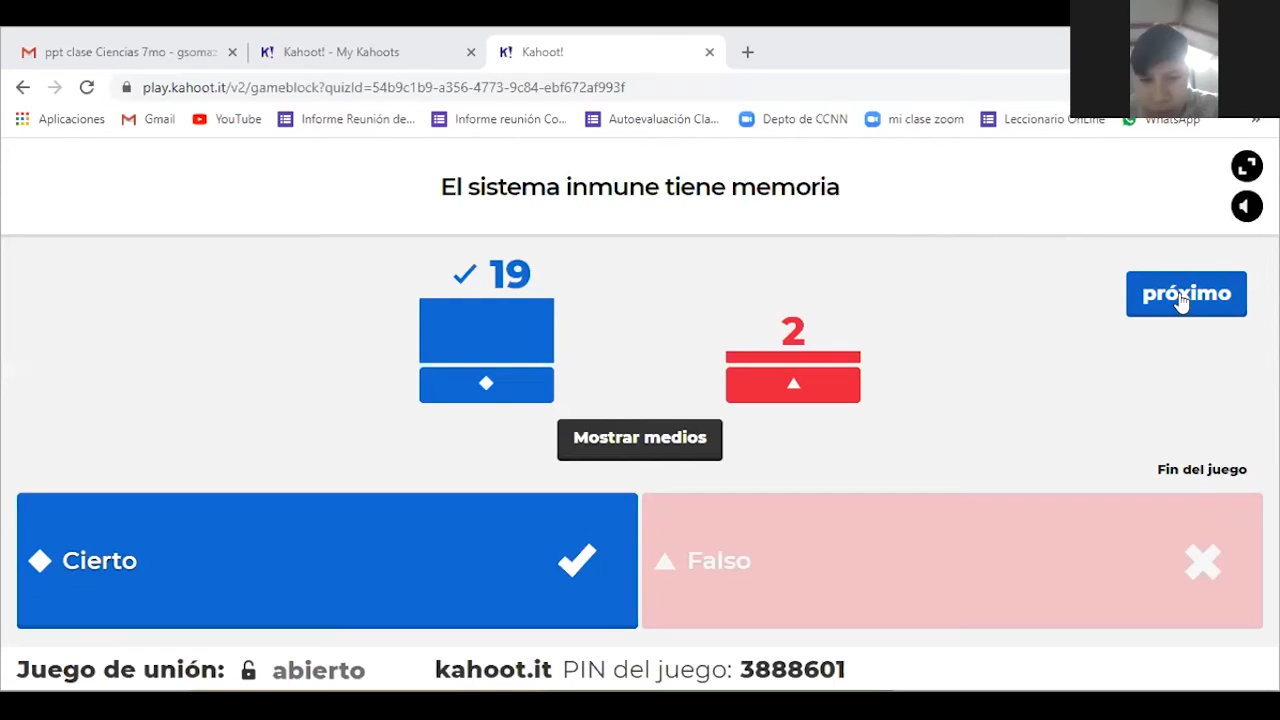 ppt clase Ciencias 7mo - gsomaz
Kahoot! - My Kahoots
Kahoot!
play.kahoot.it/v2/gameblock?quizId=54b9c1b9-a356-4773-9c84-ebf672af993f
Aplicaciones
Gmail
YouTube
Informe Reunión de...
Informe reunión Co...
Autoevaluación Cla...
Depto de CCNN
mi clase zoom
Leccionario OnLine
WhatsApp
El sistema inmune tiene memoria
19
2
próximo
Mostrar medios
Fin del juego
Cierto
Falso
Juego de unión: abierto kahoot.it PIN del juego: 3888601